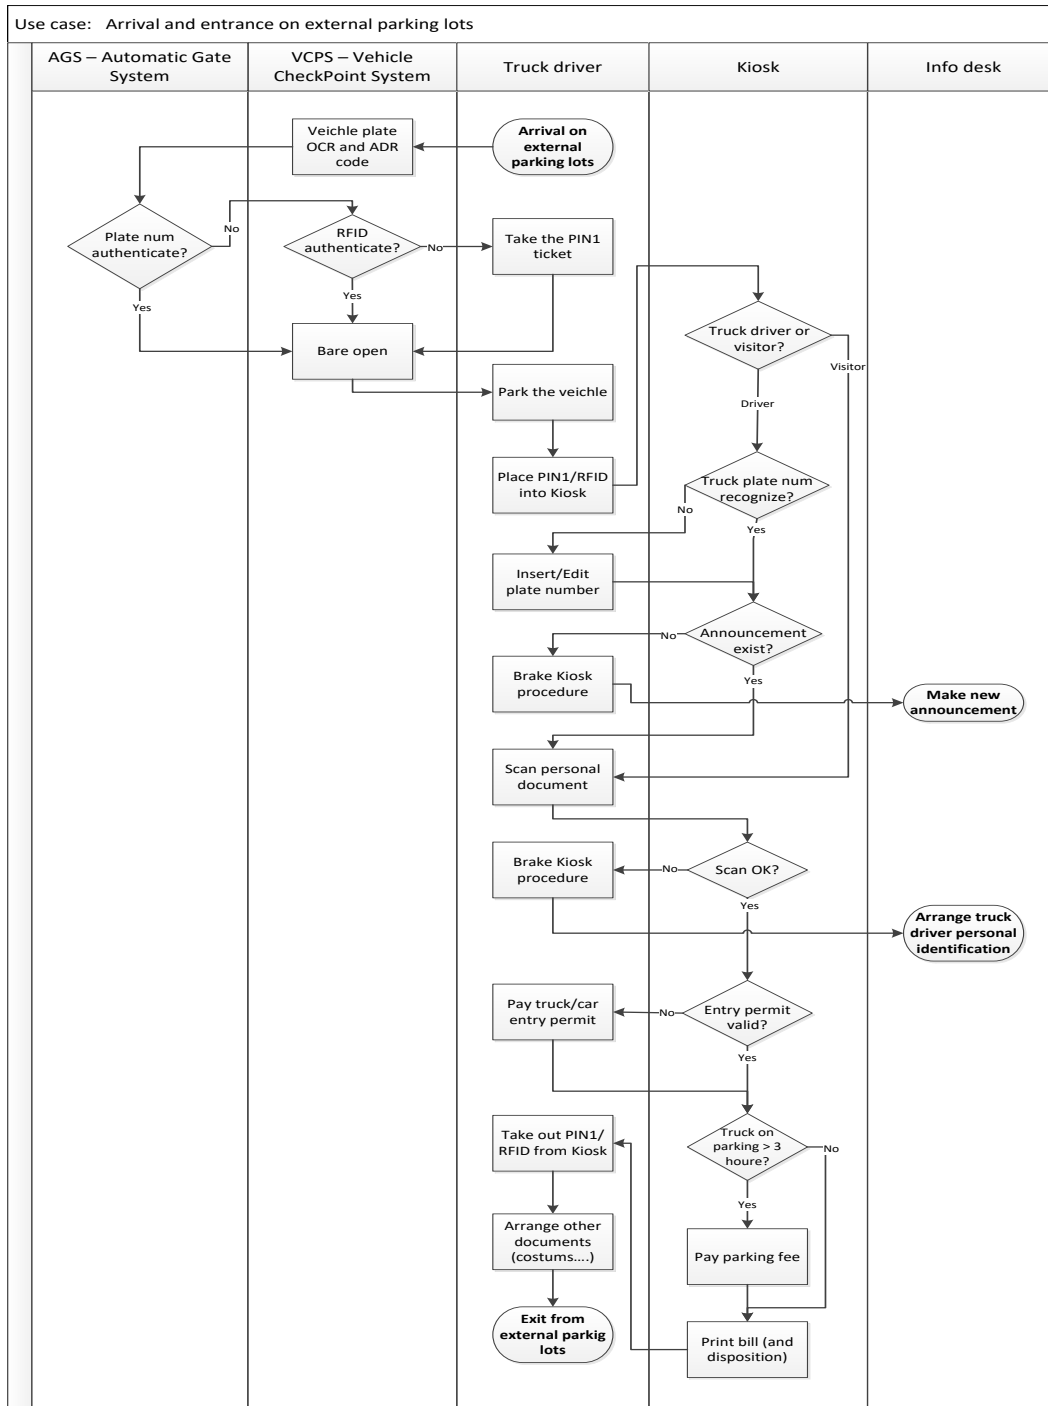 Use case:   Arrival and entrance on external parking lots
AGS – Automatic Gate
System
VCPS – Vehicle
CheckPoint System
Truck driver
Kiosk
Info desk
Veichle plate
OCR and ADR
code
Arrival on
external
parking lots
Plate num
authenticate?
No
RFID
authenticate?
No
Take the PIN1
ticket
Yes
Yes
Bare open
Truck driver or
visitor?
Visitor
Park the veichle
Driver
Place PIN1/RFID
into Kiosk
Truck plate num
recognize?
No
Yes
Insert/Edit
plate number
Announcement
exist?
No
Yes
Brake Kiosk
procedure
Make new
announcement
Scan personal
document
Brake Kiosk
procedure
No
Scan OK?
Yes
Arrange truck
driver personal
identification
Pay truck/car
entry permit
No
Entry permit
valid?
Yes
Take out PIN1/
RFID from Kiosk
Truck on
parking > 3
houre?
No
Yes
Arrange other
documents
(costums....)
Pay parking fee
Exit from
external parkig
lots
Print bill (and
disposition)